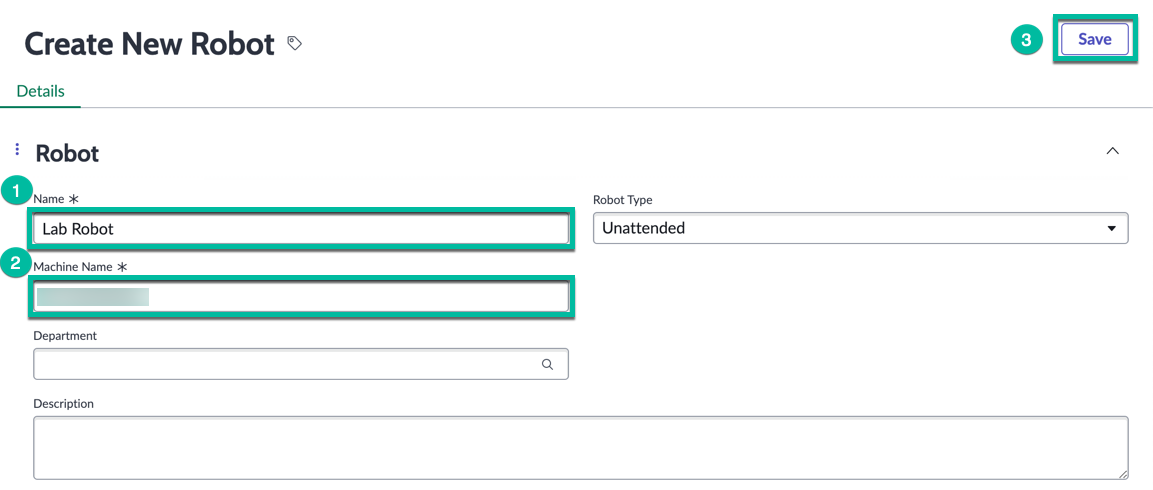 Create New Robot
3
Save
Details
Robot
1
Name *
Robot Type
Lab Robot
Unattended
2
Machine Name *
Department
Description